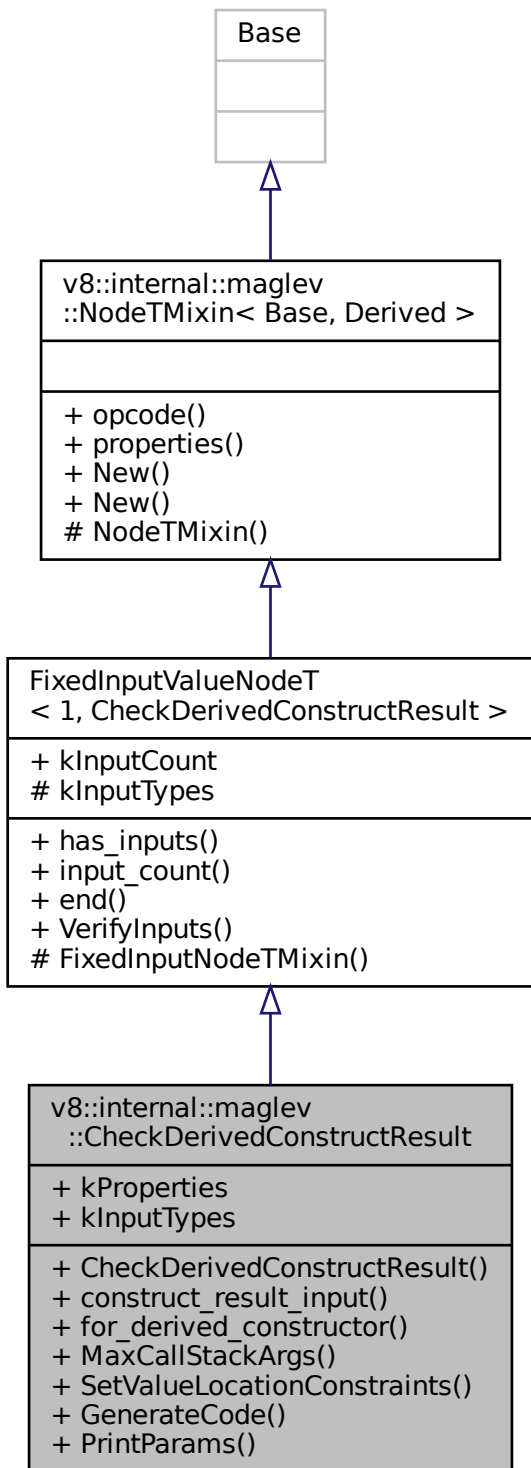 Base
v8::internal::maglev
::NodeTMixin< Base, Derived >
+ opcode()
+ properties()
+ New()
+ New()
# NodeTMixin()
FixedInputValueNodeT
< 1, CheckDerivedConstructResult >
+ kInputCount
# kInputTypes
+ has_inputs()
+ input_count()
+ end()
+ VerifyInputs()
# FixedInputNodeTMixin()
v8::internal::maglev
::CheckDerivedConstructResult
+ kProperties
+ kInputTypes
+ CheckDerivedConstructResult()
+ construct_result_input()
+ for_derived_constructor()
+ MaxCallStackArgs()
+ SetValueLocationConstraints()
+ GenerateCode()
+ PrintParams()